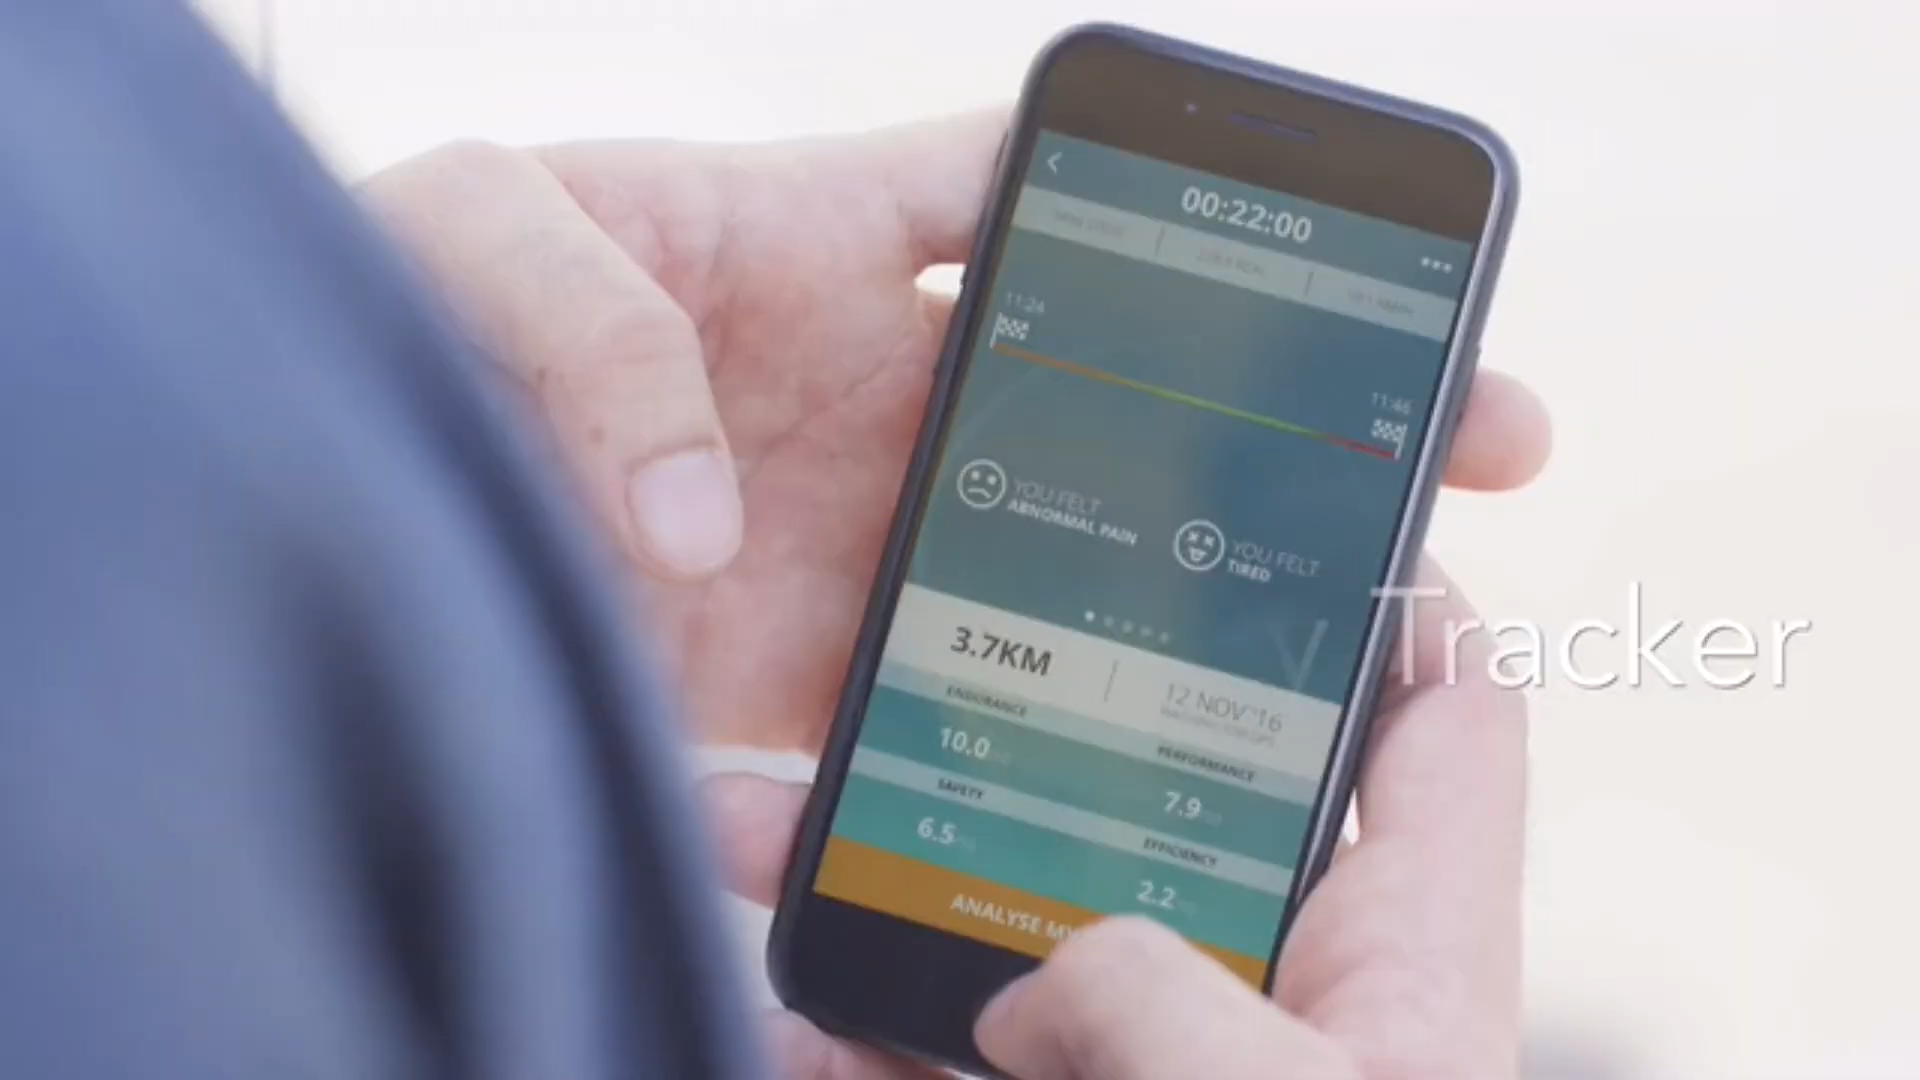 00:22:00
11:24
11:46
YOU FELT
ABNORMAL PAIN
YOU FELT
TIRED
3.7KM
12 NOV'16
ENDURANCE
PERFORMANCE
10.0
7.9
SAFETY
EFFICIENCY
6.5
2.2
ANALYSE MY
Tracker